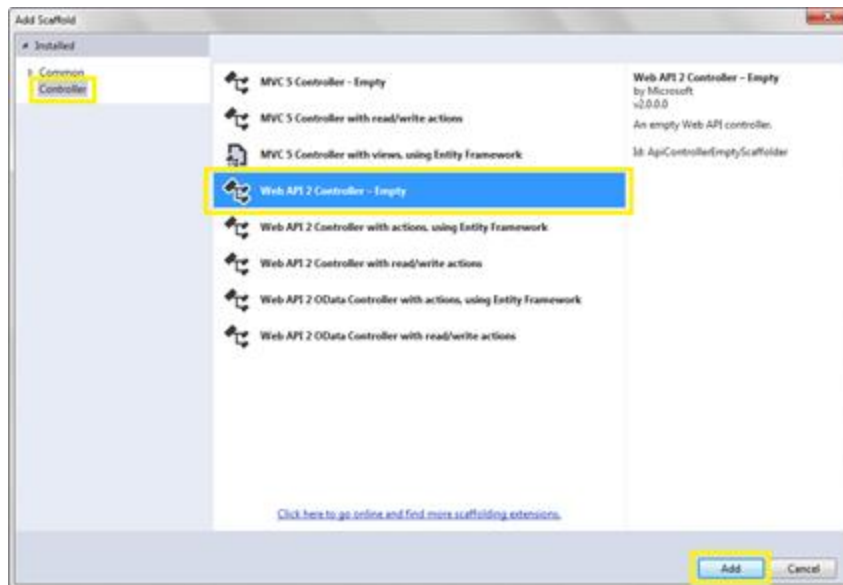 Add Scaffold
Installed
Common
Controller
MVC 5 Controller - Empty
MVC 5 Controller with read/write actions
MVC 5 Controller with views, using Entity Framework
Web API 2 Controller - Empty
Web API 2 Controller with actions, using Entity Framework
Web API 2 Controller with read/write actions
Web API 2 OData Controller with actions, using Entity Framework
Web API 2 OData Controller with read/write actions
Click here to go online and find more scaffolding extensions.
Web API 2 Controller - Empty
by Microsoft
v2.0.0.0
An empty Web API controller.
Id: ApiControllerEmptyScaffolder
Add
Cancel